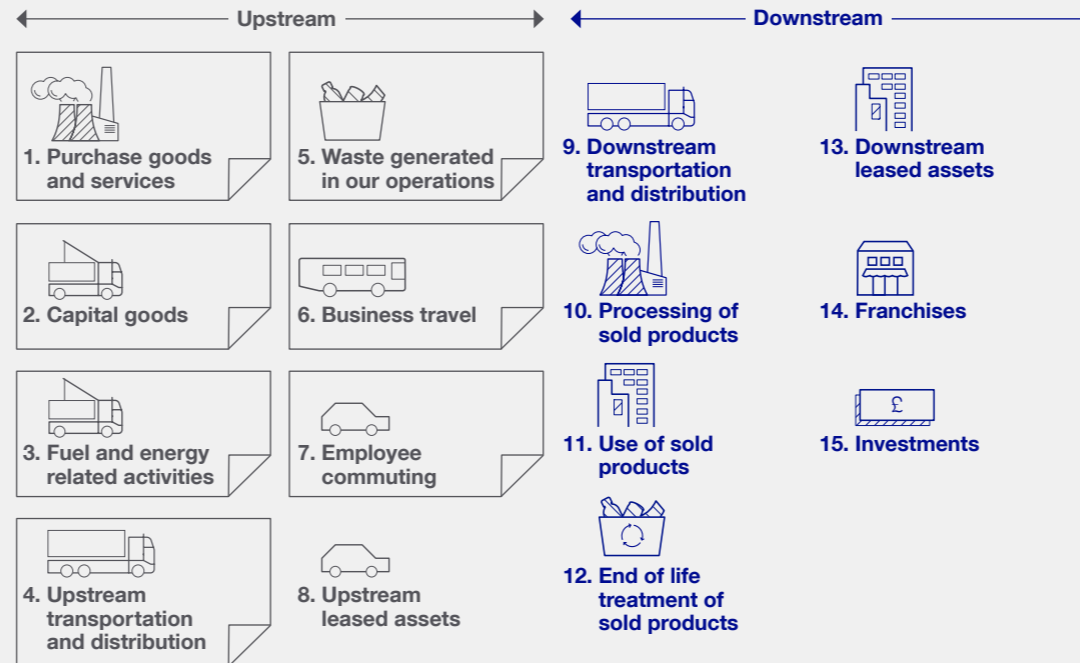 Upstream
Downstream
1. Purchase goods
and services
2. Capital goods
3. Fuel and energy
related activities
4. Upstream
transportation
and distribution
5. Waste generated
in our operations
6. Business travel
7. Employee
commuting
8. Upstream
leased assets
9. Downstream
transportation
and distribution
10. Processing of
sold products
11. Use of sold
products
12. End of life
treatment of
sold products
13. Downstream
leased assets
14. Franchises
£
15. Investments